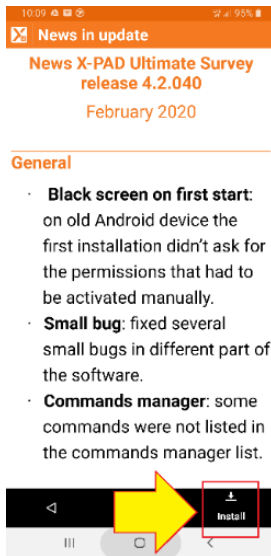 10:09 95%
News in update
News X-PAD Ultimate Survey
release 4.2.040
February 2020
General
· Black screen on first start:
on old Android device the
first installation didn't ask for
the permissions that had to
be activated manually.
· Small bug: fixed several
small bugs in different part of
the software.
· Commands manager: some
commands were not listed in
the commands manager list.
Install